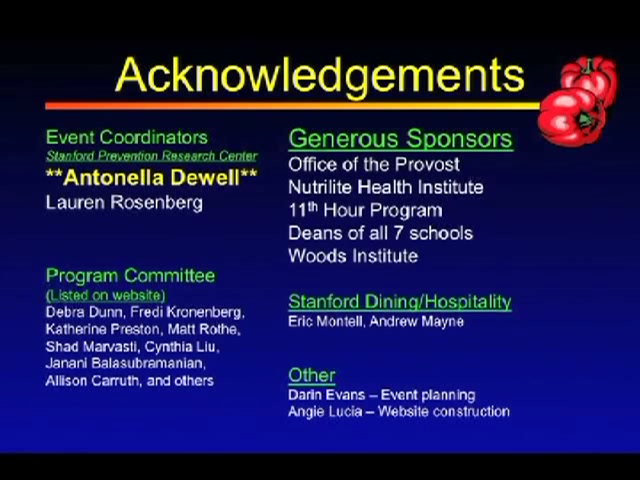 Acknowledgements
Event Coordinators
Stanford Prevention Research Center
**Antonella Dewell**
Lauren Rosenberg
Program Committee
(Listed on website)
Debra Dunn, Fredi Kronenberg,
Katherine Preston, Matt Rothe,
Shad Marvasti, Cynthia Liu,
Janani Balasubramanian,
Allison Carruth, and others
Generous Sponsors
Office of the Provost
Nutrilite Health Institute
11th Hour Program
Deans of all 7 schools
Woods Institute
Stanford Dining/Hospitality
Eric Montell, Andrew Mayne
Other
Darin Evans – Event planning
Angie Lucia – Website construction